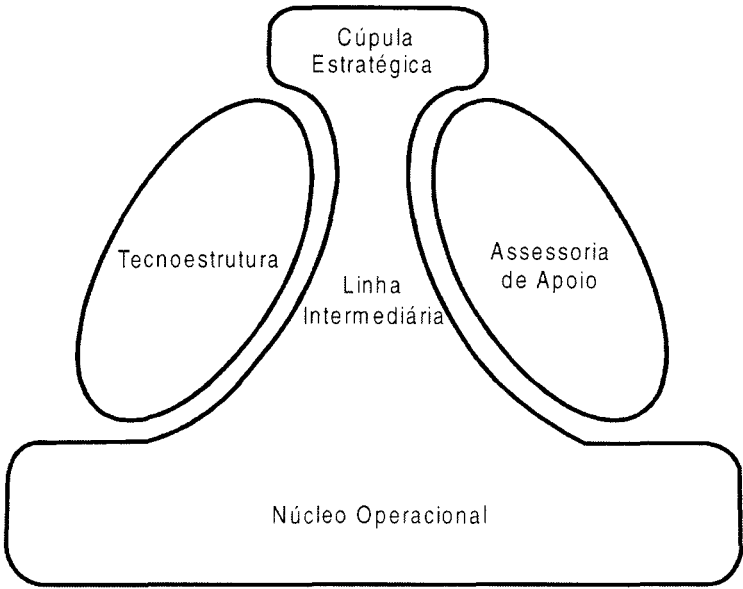 Cúpula
Estratégica
Tecnoestrutura
Linha
Intermediária
Assessoria
de Apoio
Núcleo Operacional